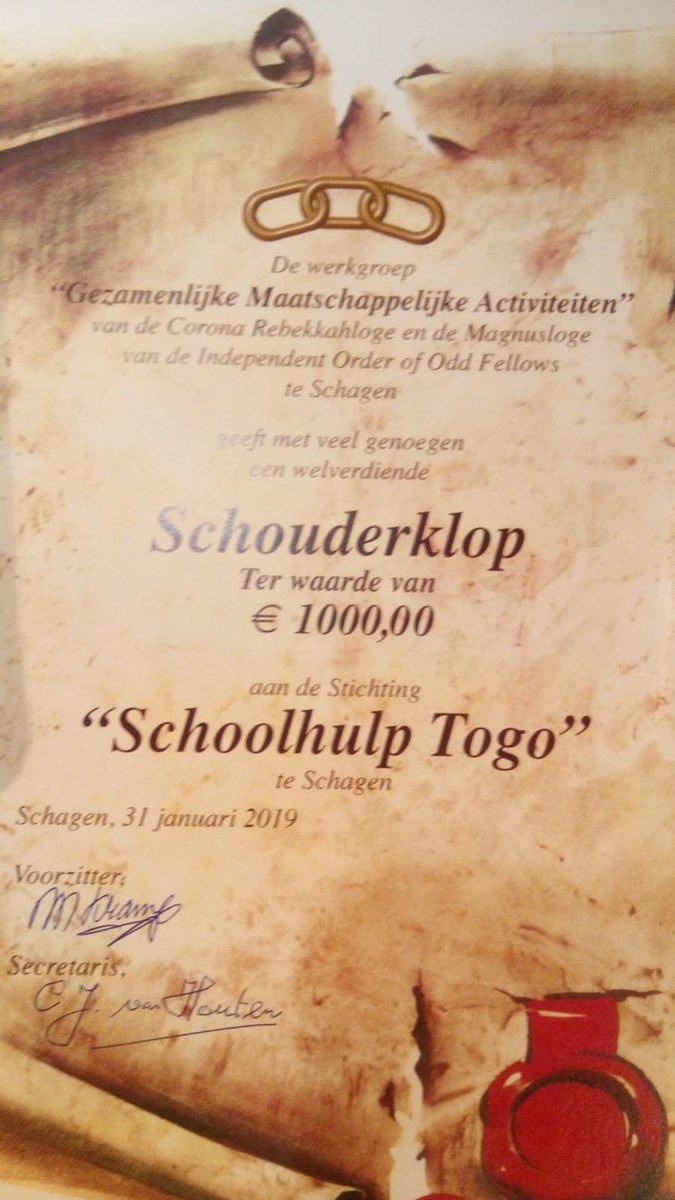 De werkgroep
“Gezamenlijke Maatschappelijke Activiteiten”
van de Corona Rebekkahloge en de Magnusloge
van de Independent Order of Odd Fellows
te Schagen
geeft met veel genoegen
een welverdiende
Schouderklop
Ter waarde van
€ 1000,00
aan de Stichting
“Schoolhulp Togo”
te Schagen
Schagen, 31 januari 2019
Voorzitter,
Secretaris,
C J. van Houten